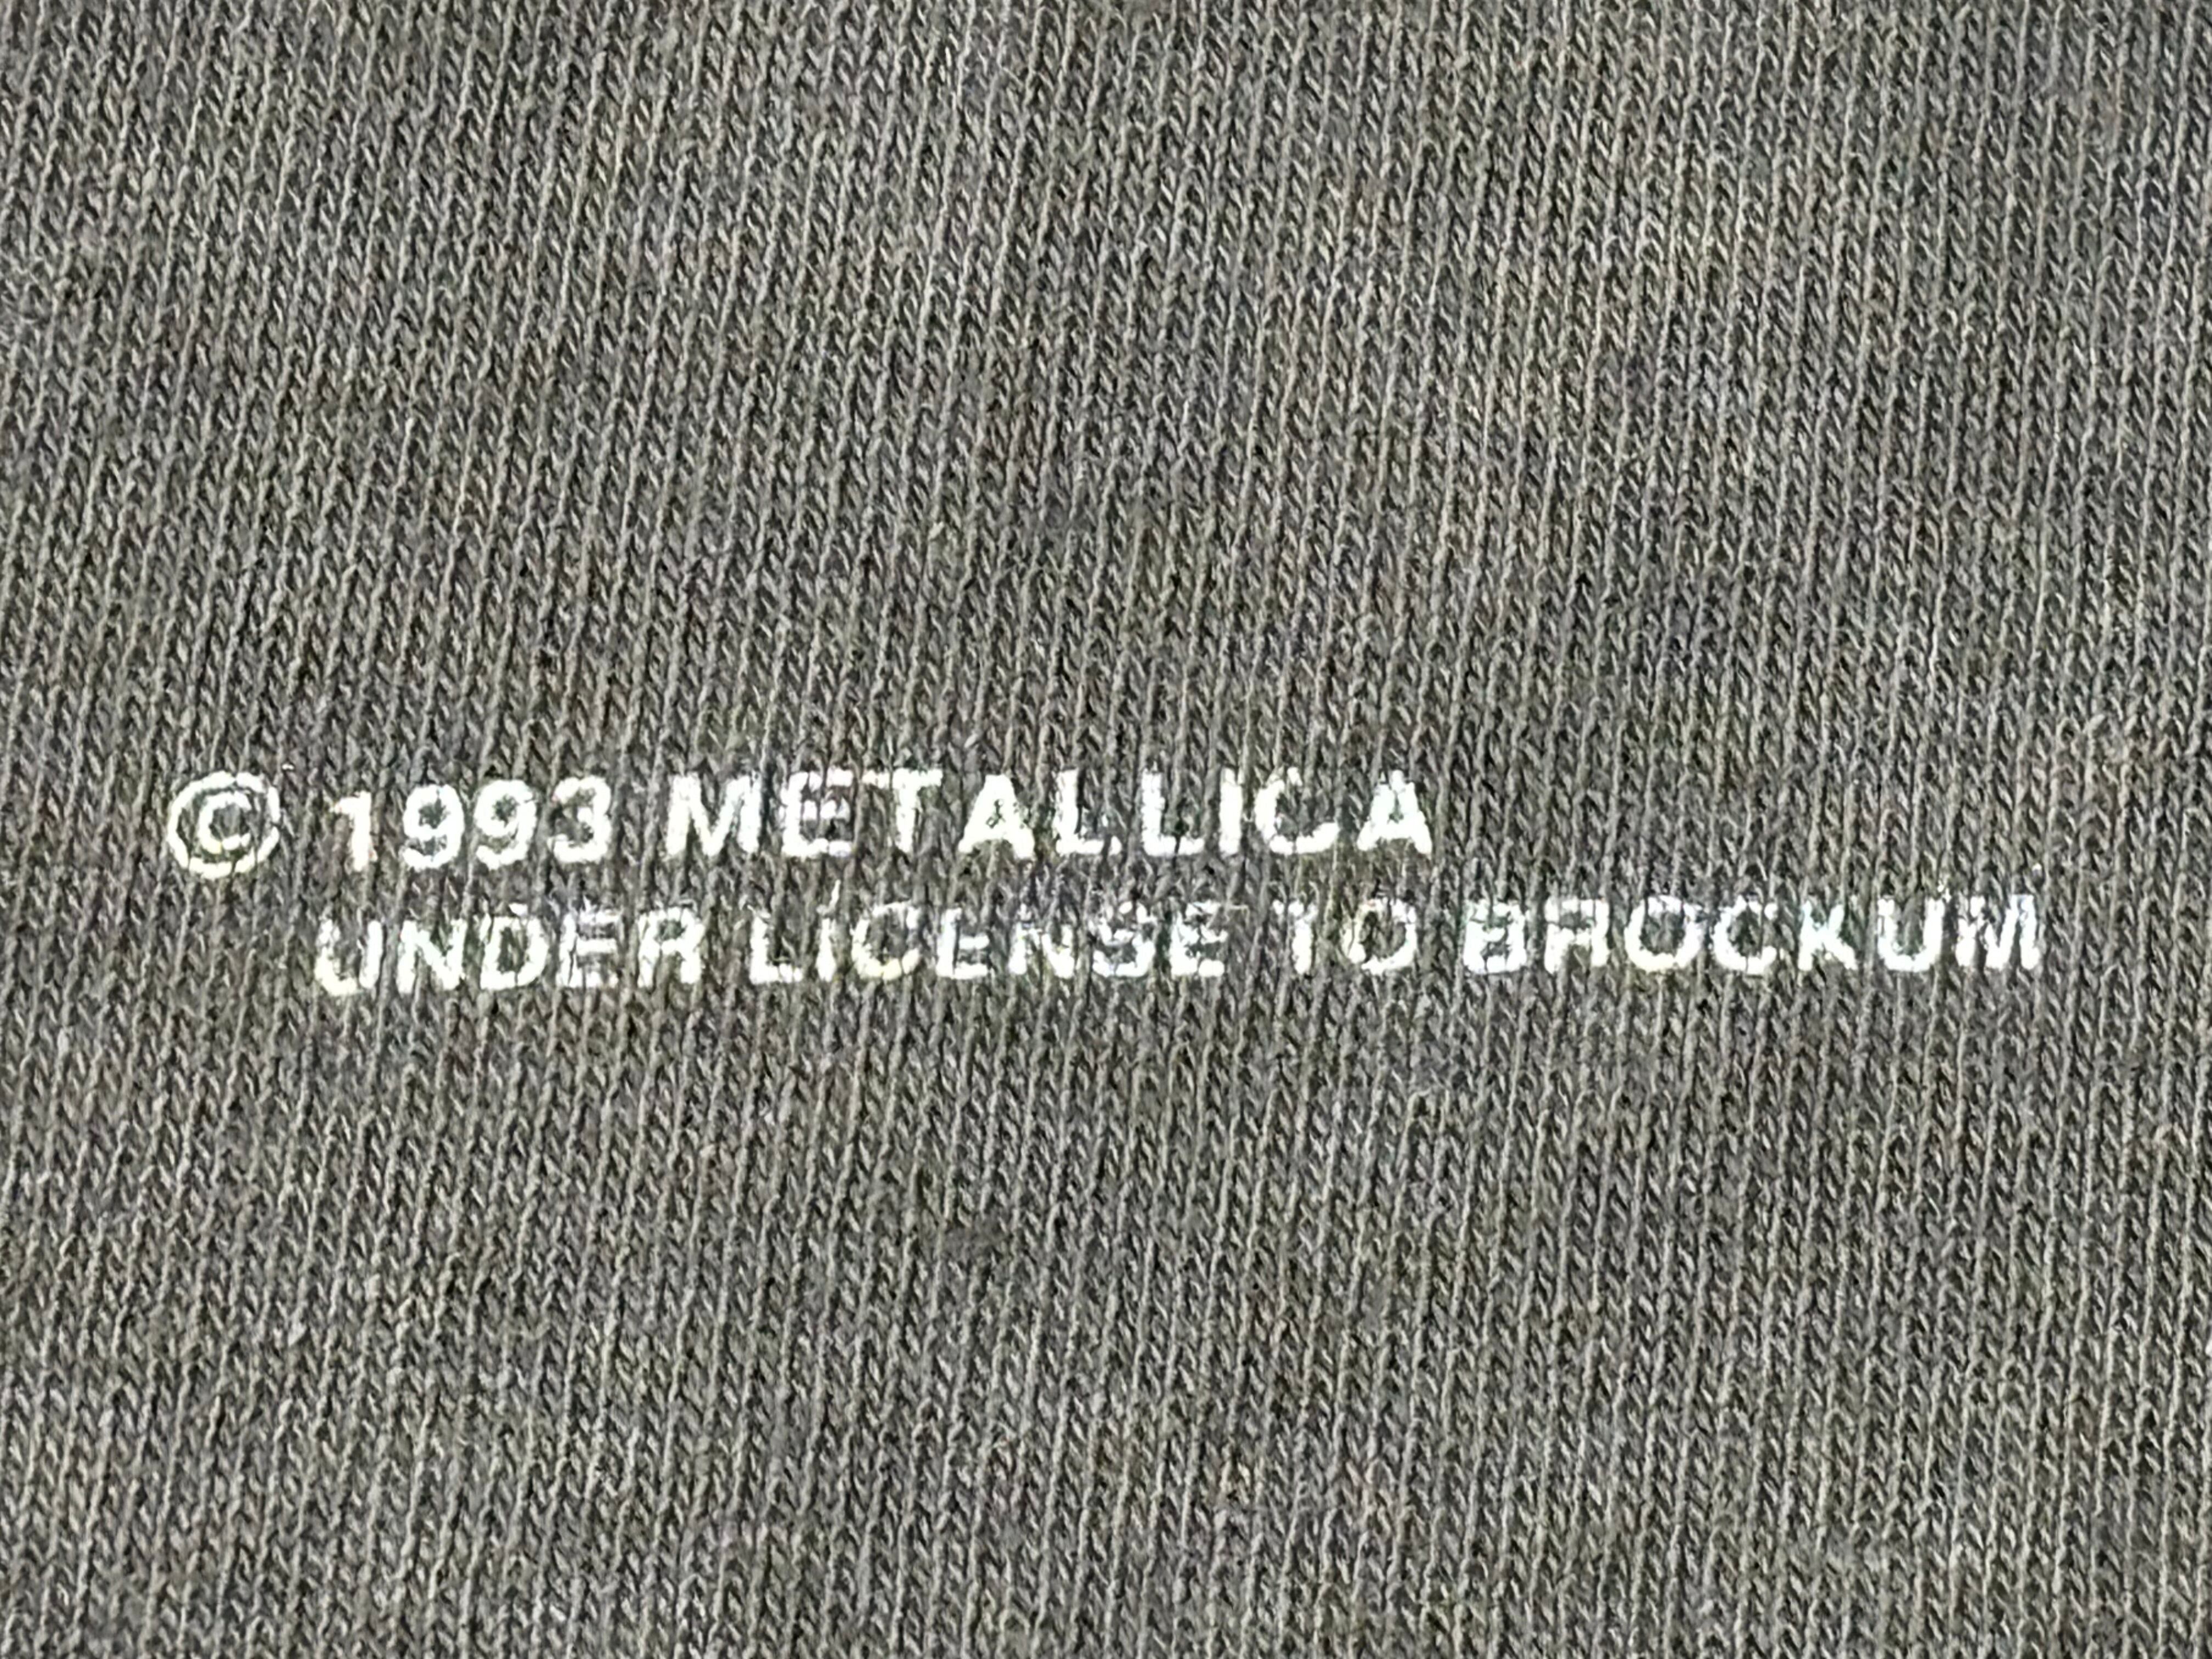 © 1993 METALLICA
UNDER LICENSE TO BROCKUM